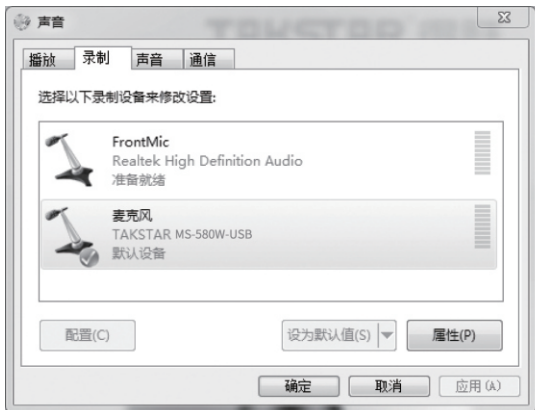 声音
TAKSTAR
播放 录制 声音 通信
选择以下录制设备来修改设置:
FrontMic
Realtek High Definition Audio
准备就绪
麦克风
TAKSTAR MS-580W-USB
默认设备
配置(C) 设为默认值(S) 属性(P)
确定 取消 应用(A)